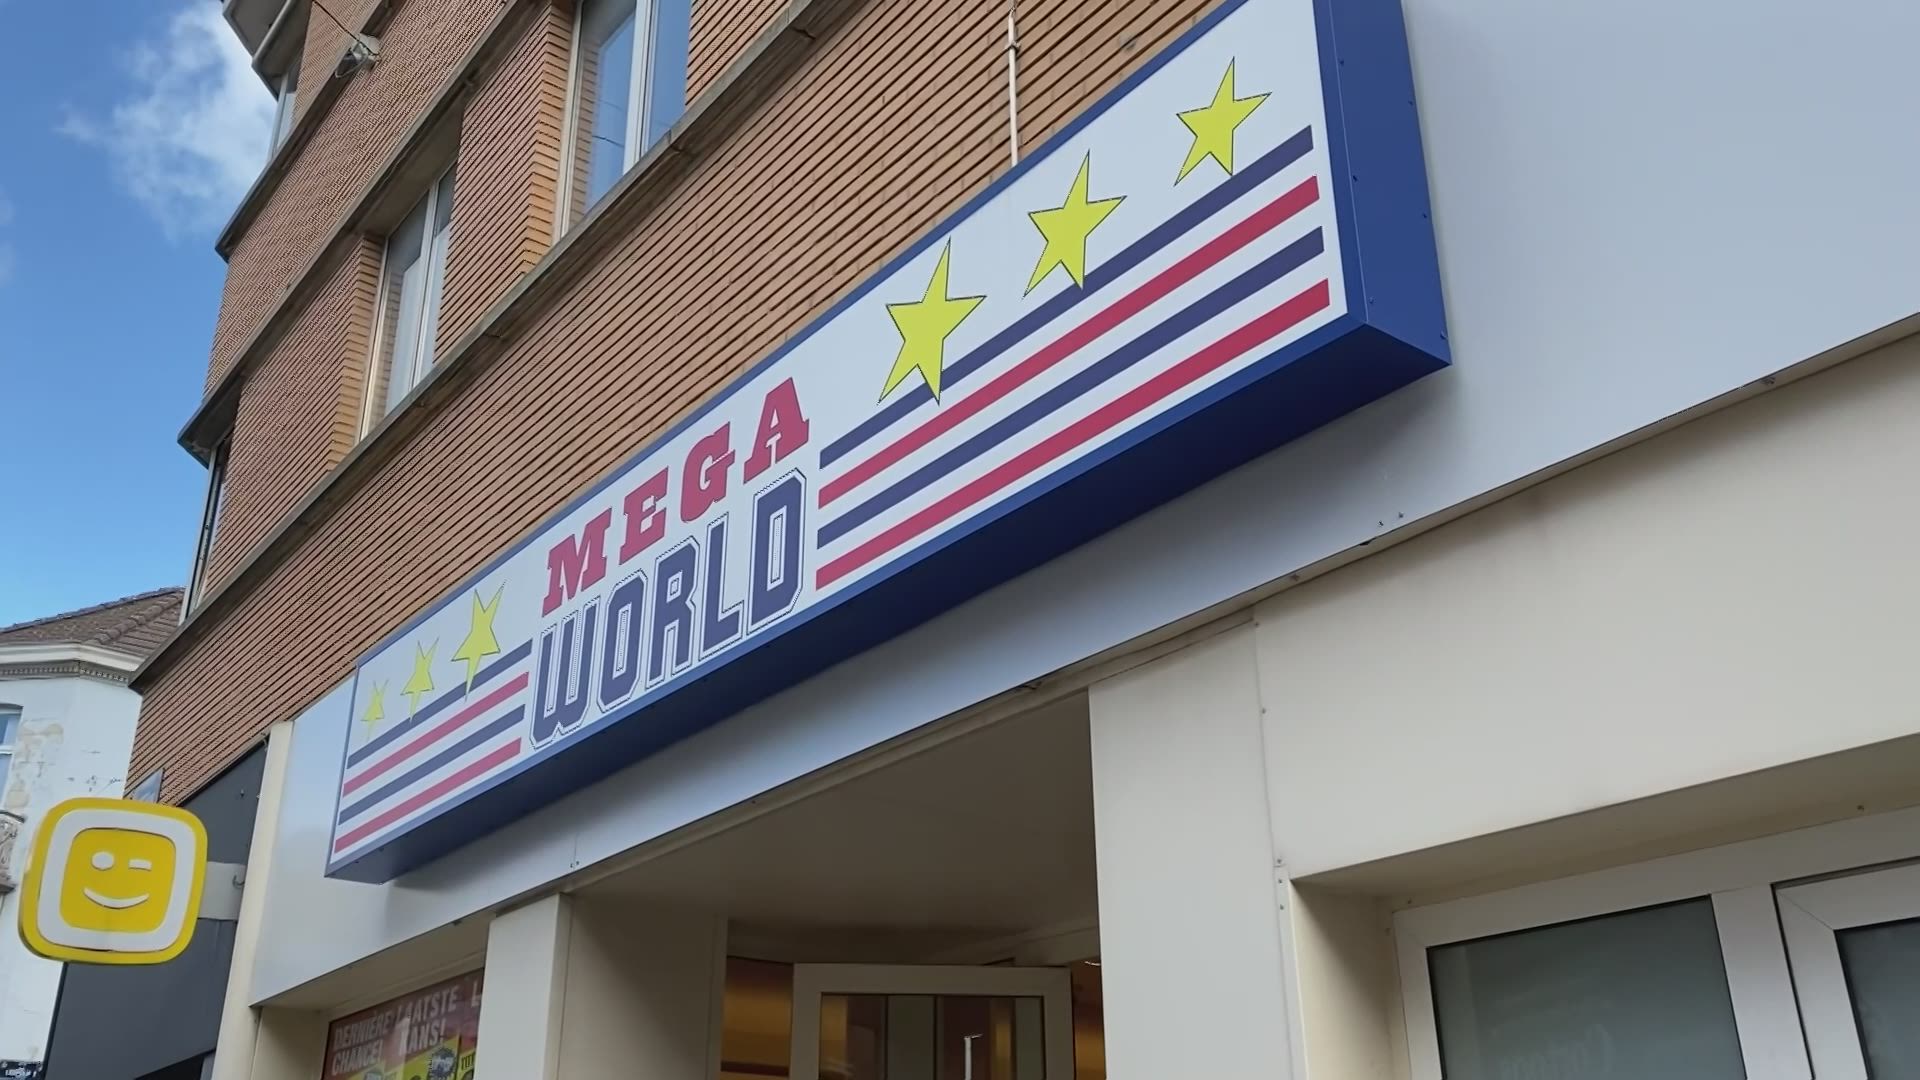 MEGA
WORLD
DERNIÈRE
CHANCE!
LAATSTE
KANS!